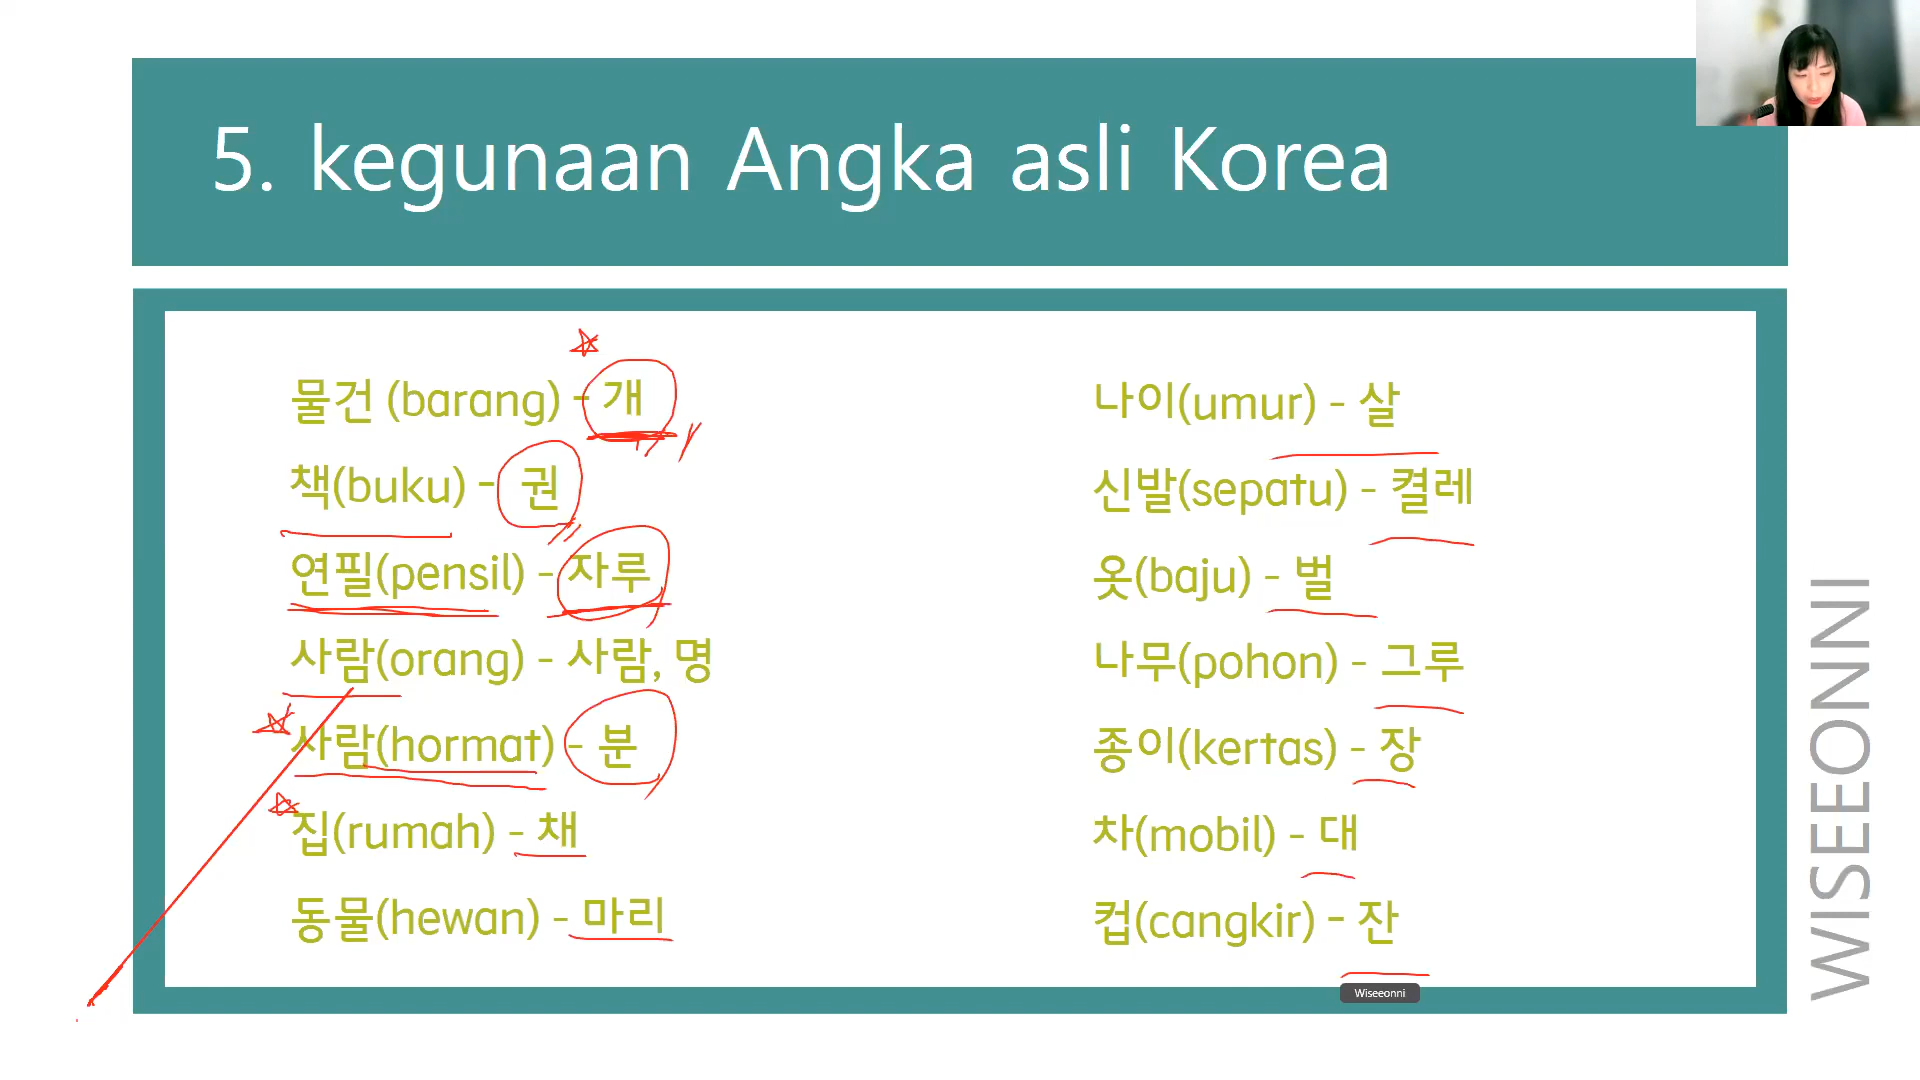 5. kegunaan Angka asli Korea
물건 (barang) - 개
책(buku) - 권
연필(pensil) - 자루
사람(orang) - 사람, 명
사람(hormat) - 분
집(rumah) - 채
동물(hewan) - 마리
나이(umur) - 살
신발(sepatu) - 켤레
옷(baju) - 벌
나무(pohon) - 그루
종이(kertas) - 장
차(mobil) - 대
컵(cangkir) - 잔
Wiseeonni
WISEEONNI